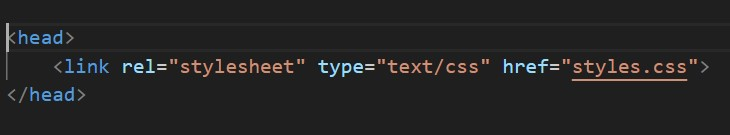 <head>
    <link rel="stylesheet" type="text/css" href="styles.css">
</head>